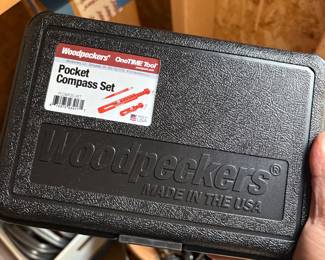 Woodpeckers® OneTIME Tool®
Pocket
Compass Set
Woodpeckers®
MADE IN THE USA